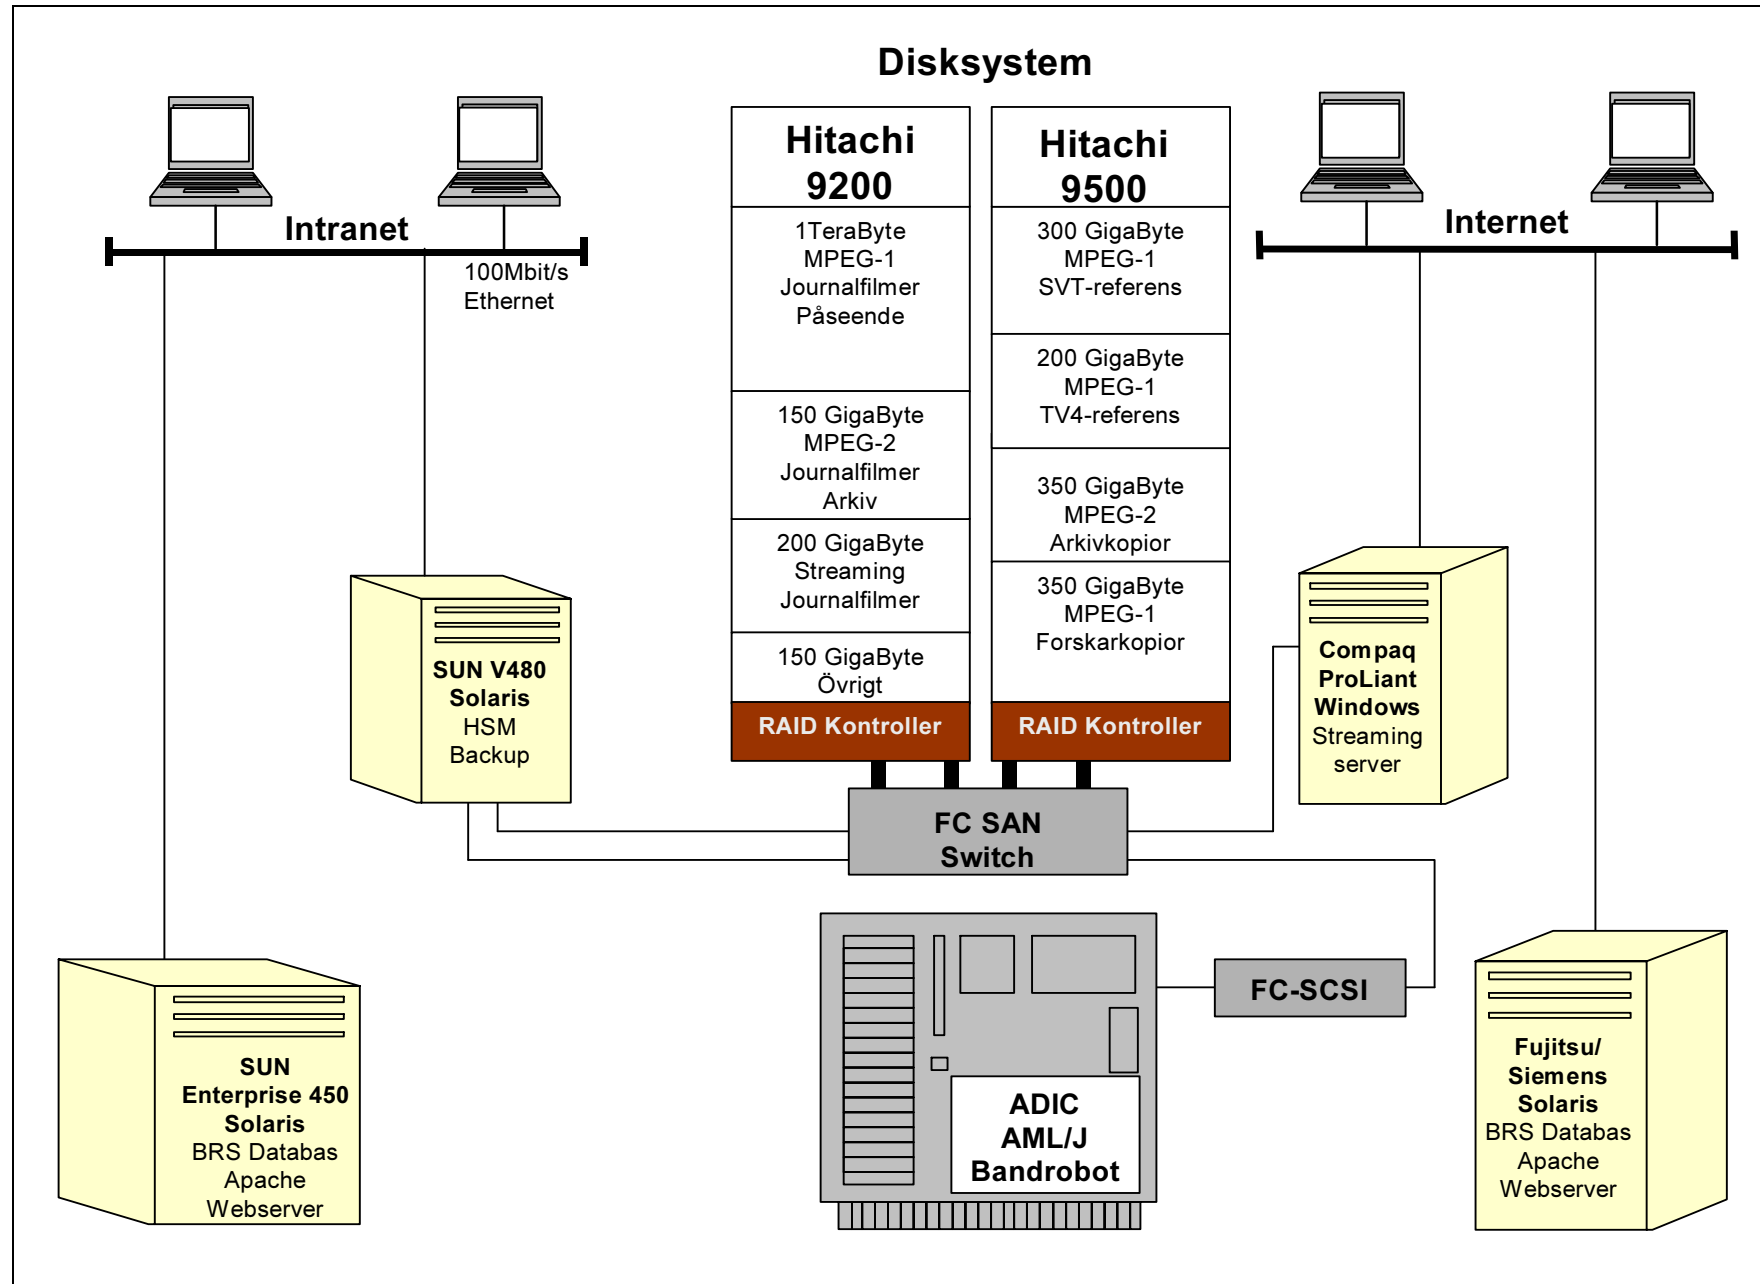 Disksystem
Intranet
100Mbit/s
Ethernet
Hitachi
9200
1TeraByte
MPEG-1
Journalfilmer
Påseende
150 GigaByte
MPEG-2
Journalfilmer
Arkiv
200 GigaByte
Streaming
Journalfilmer
150 GigaByte
Övrigt
RAID Kontroller
Hitachi
9500
300 GigaByte
MPEG-1
SVT-referens
200 GigaByte
MPEG-1
TV4-referens
350 GigaByte
MPEG-2
Arkivkopior
350 GigaByte
MPEG-1
Forskarkopior
RAID Kontroller
Internet
SUN V480
Solaris
HSM
Backup
Compaq
ProLiant
Windows
Streaming
server
FC SAN
Switch
FC-SCSI
SUN
Enterprise 450
Solaris
BRS Databas
Apache
Webserver
ADIC
AML/J
Bandrobot
Fujitsu/
Siemens
Solaris
BRS Databas
Apache
Webserver